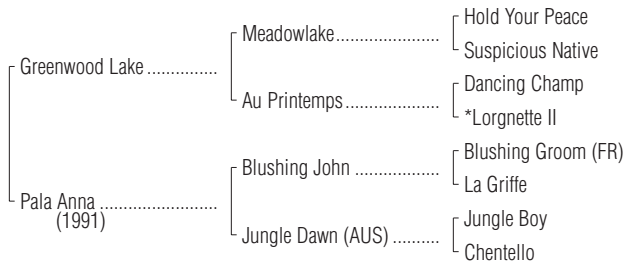 Hold Your Peace
Meadowlake....................
Suspicious Native
Greenwood Lake..............
Dancing Champ
Au Printemps..................
*Lorgnette II
Blushing Groom (FR)
Blushing John ................
La Griffe
Pala Anna.......................
(1991)
Jungle Boy
Jungle Dawn (AUS) ..........
Chentello